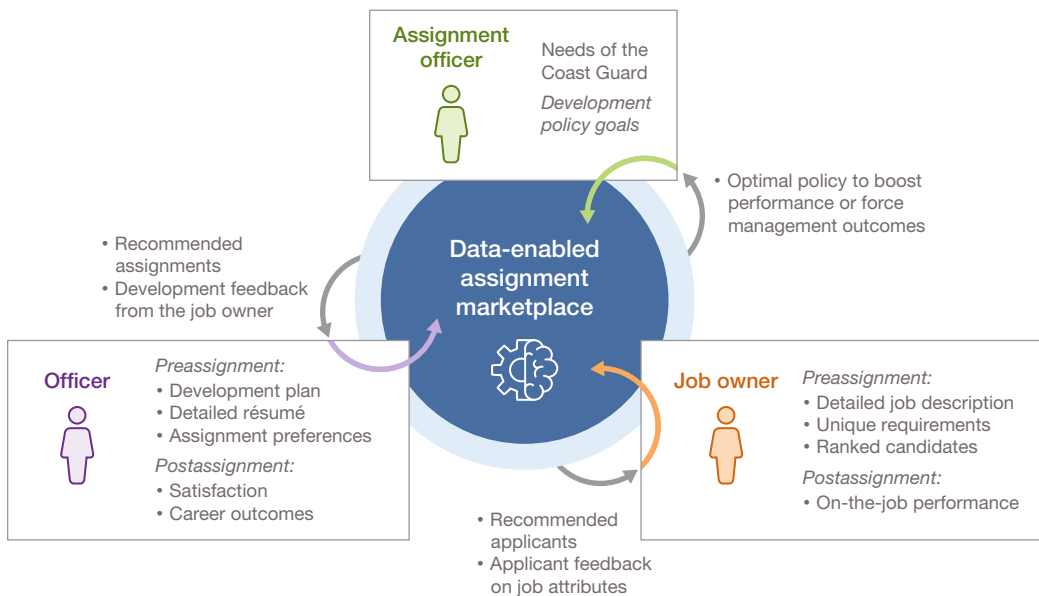 Assignment
officer
Needs of the
Coast Guard
Development
policy goals
• Optimal policy to boost
performance or force
management outcomes
• Recommended
assignments
• Development feedback
from the job owner
Data-enabled
assignment
marketplace
Officer
Preassignment:
• Development plan
• Detailed résumé
• Assignment preferences
Postassignment:
• Satisfaction
• Career outcomes
Job owner
Preassignment:
• Detailed job description
• Unique requirements
• Ranked candidates
Postassignment:
• On-the-job performance
• Recommended
applicants
• Applicant feedback
on job attributes